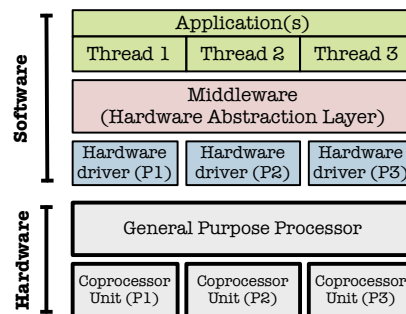 Software
Application(s)
Thread 1 Thread 2 Thread 3
Middleware
(Hardware Abstraction Layer)
Hardware driver (P1)
Hardware driver (P2)
Hardware driver (P3)
Hardware
General Purpose Processor
Coprocessor Unit (P1)
Coprocessor Unit (P2)
Coprocessor Unit (P3)